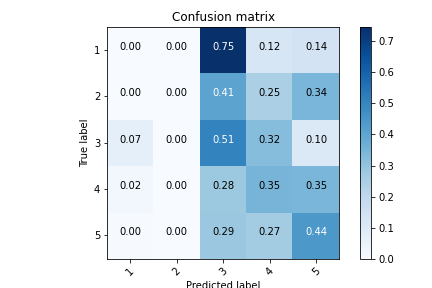 Confusion matrix
1 0.00 0.00 0.75 0.12 0.14
2 0.00 0.00 0.41 0.25 0.34
3 0.07 0.00 0.51 0.32 0.10
4 0.02 0.00 0.28 0.35 0.35
5 0.00 0.00 0.29 0.27 0.44
1 2 3 4 5
True label
Predicted label
0.7
0.6
0.5
0.4
0.3
0.2
0.1
0.0